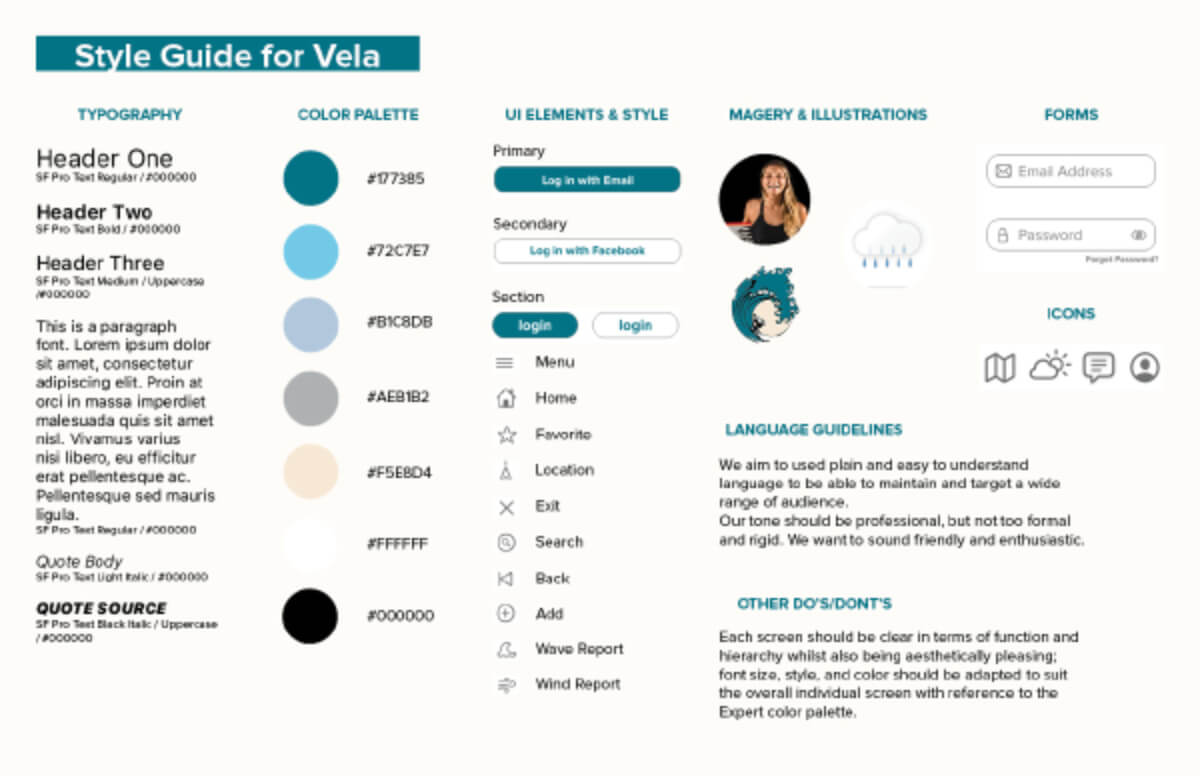 Style Guide for Vela
TYPOGRAPHY
Header One
SF Pro Text Regular / #000000
Header Two
SF Pro Text Bold / #000000
Header Three
SF Pro Text Medium / Uppercase
/#000000
This is a paragraph
font. Lorem ipsum dolor
sit amet, consectetur
adipiscing elit. Proin at
orci in massa imperdiet
malesuada quis sit amet
nisl. Vivamus varius
nisi libero, eu efficitur
erat pellentesque ac.
Pellentesque sed mauris
ligula.
SF Pro Text Regular / #000000
Quote Body
SF Pro Text Light Italic / #000000
QUOTE SOURCE
SF Pro Text Black Italic / Uppercase
/ #000000
COLOR PALETTE
#177385
#72C7E7
#B1C8DB
#AEB1B2
#F5E8D4
#FFFFFF
#000000
UI ELEMENTS & STYLE
Primary
Log in with Email
Secondary
Log in with Facebook
Section
login login
Menu
Home
Favorite
Location
Exit
Search
Back
Add
Wave Report
Wind Report
MAGERY & ILLUSTRATIONS
FORMS
Email Address
Password
Forgot Password?
ICONS
LANGUAGE GUIDELINES
We aim to used plain and easy to understand
language to be able to maintain and target a wide
range of audience.
Our tone should be professional, but not too formal
and rigid. We want to sound friendly and enthusiastic.
OTHER DO'S/DONT'S
Each screen should be clear in terms of function and
hierarchy whilst also being aesthetically pleasing;
font size, style, and color should be adapted to suit
the overall individual screen with reference to the
Expert color palette.